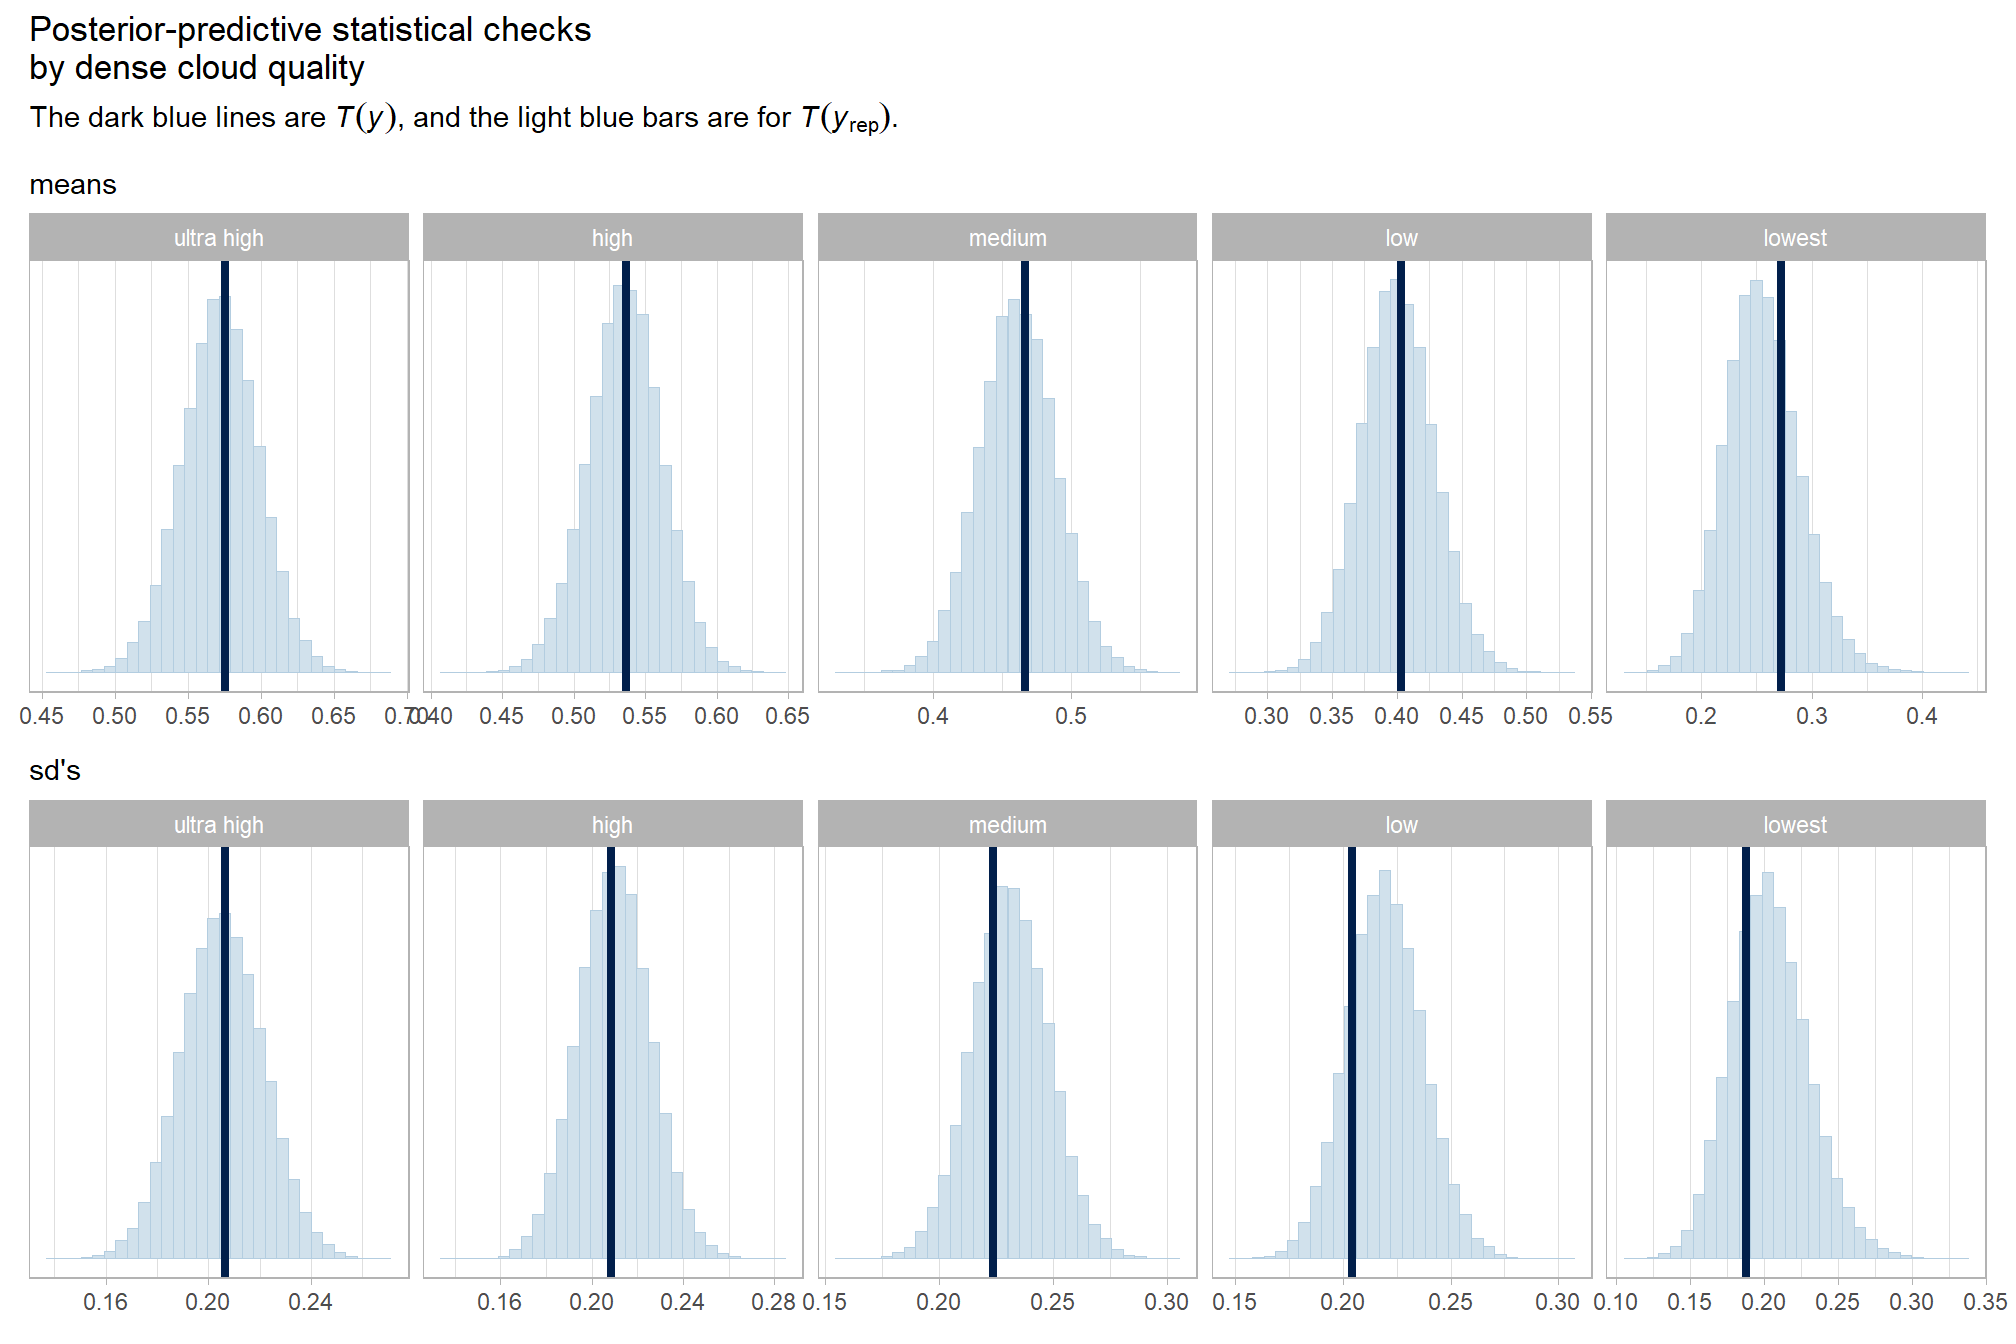 Posterior-predictive statistical checks
by dense cloud quality
The dark blue lines are T(y), and the light blue bars are for T(yrep).
means
ultra high high medium low lowest
0.45 0.50 0.55 0.60 0.65 0.70 0.40 0.45 0.50 0.55 0.60 0.65 0.4 0.5 0.30 0.35 0.40 0.45 0.50 0.55 0.2 0.3 0.4
sd's
ultra high high medium low lowest
0.16 0.20 0.24 0.16 0.20 0.24 0.28 0.15 0.20 0.25 0.30 0.15 0.20 0.25 0.30 0.10 0.15 0.20 0.25 0.30 0.35